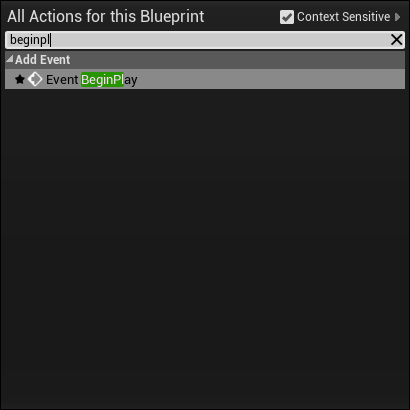 All Actions for this Blueprint
Context Sensitive
beginpl
Add Event
Event BeginPlay